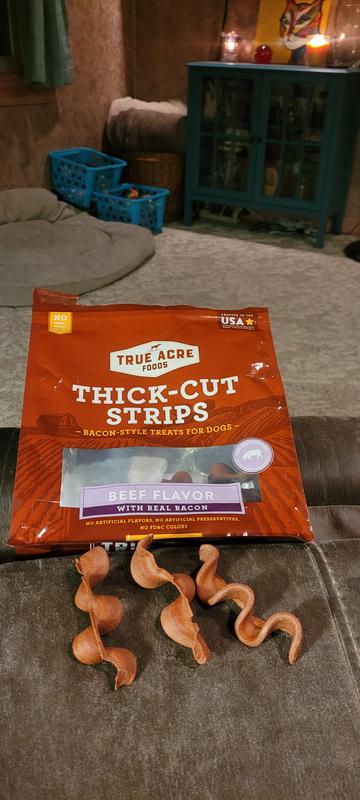 NO
CRAFTED IN THE
USA
TRUE ACRE
FOODS
THICK-CUT
STRIPS
BACON-STYLE TREATS FOR DOGS
BEEF FLAVOR
WITH REAL BACON
NO ARTIFICIAL FLAVORS, NO ARTIFICIAL PRESERVATIVES,
NO FD&C COLORS